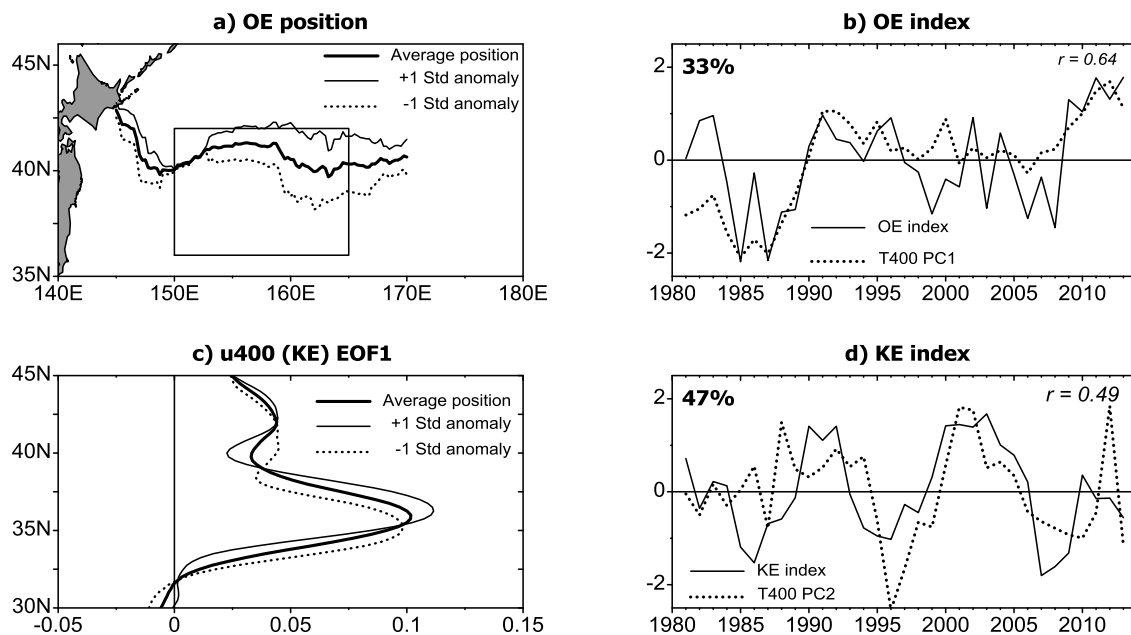 a) OE position
45N
40N
35N
140E 150E 160E 170E 180E
Average position
+1 Std anomaly
-1 Std anomaly
b) OE index
33%
r = 0.64
2
0
-2
OE index
T400 PC1
1980 1985 1990 1995 2000 2005 2010
c) u400 (KE) EOF1
45N
40N
35N
30N
-0.05 0 0.05 0.1 0.15
Average position
+1 Std anomaly
-1 Std anomaly
d) KE index
47%
r = 0.49
2
0
-2
KE index
T400 PC2
1980 1985 1990 1995 2000 2005 2010